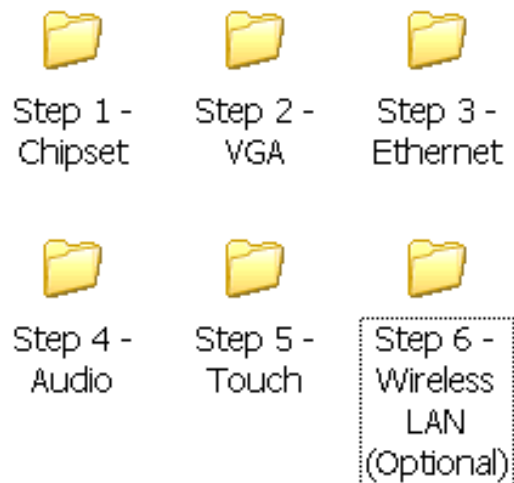 Step 1 -
Chipset
Step 2 -
VGA
Step 3 -
Ethernet
Step 4 -
Audio
Step 5 -
Touch
Step 6 -
Wireless
LAN
(Optional)